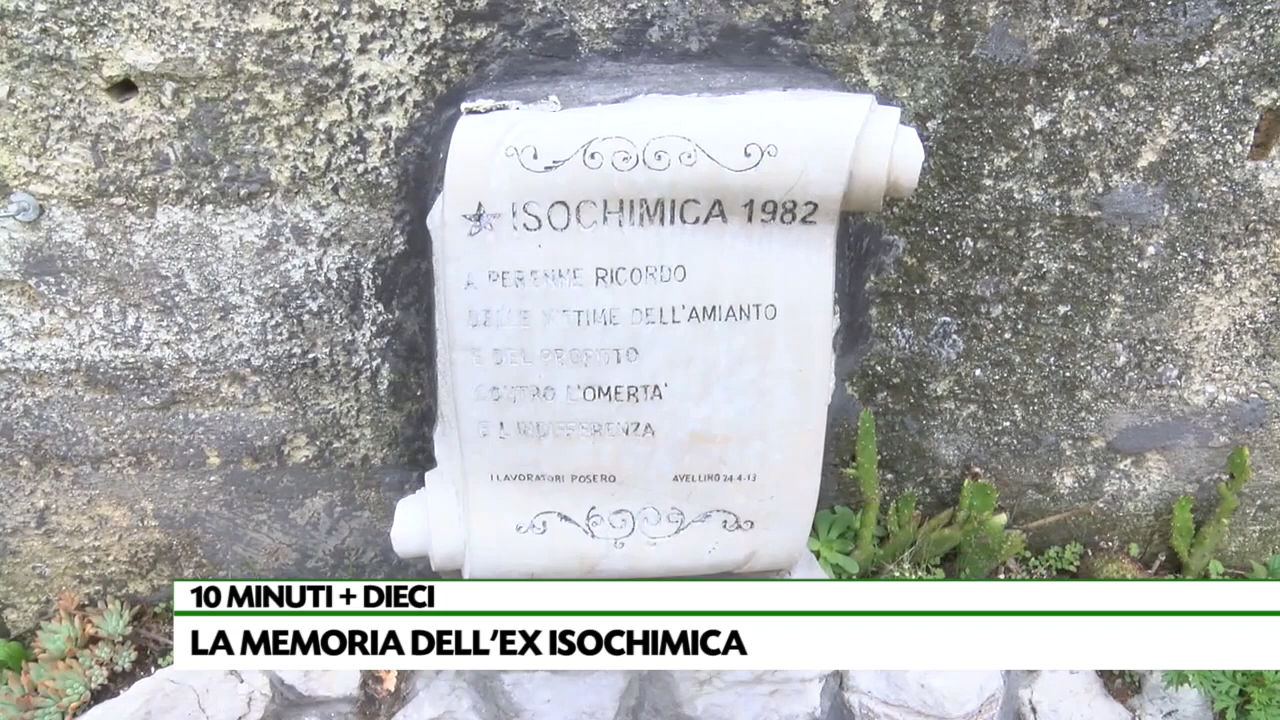 ISOCHIMICA 1982
A PERENNE RICORDO
DELLE VITTIME DELL'AMIANTO
E DEL PROFITTO
CONTRO L'OMERTA'
E L'INDIFFERENZA
I LAVORATORI POSERO AVELLINO 24-4-13
10 MINUTI + DIECI
LA MEMORIA DELL'EX ISOCHIMICA